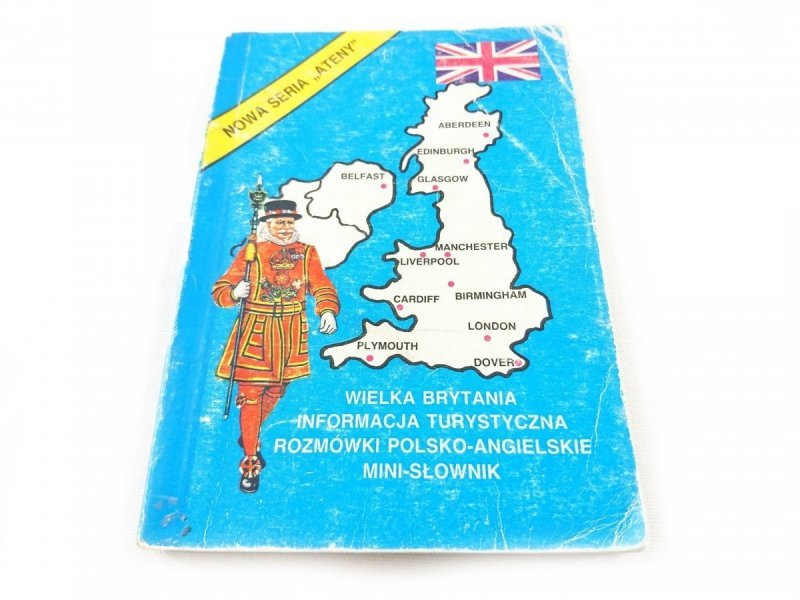 NOWA SERIA „ATENY"
ABERDEEN
EDINBURGH
BELFAST
GLASGOW
MANCHESTER
LIVERPOOL
BIRMINGHAM
CARDIFF
LONDON
PLYMOUTH
DOVER
WIELKA BRYTANIA
INFORMACJA TURYSTYCZNA
ROZMÓWKI POLSKO-ANGIELSKIE
MINI-SŁOWNIK